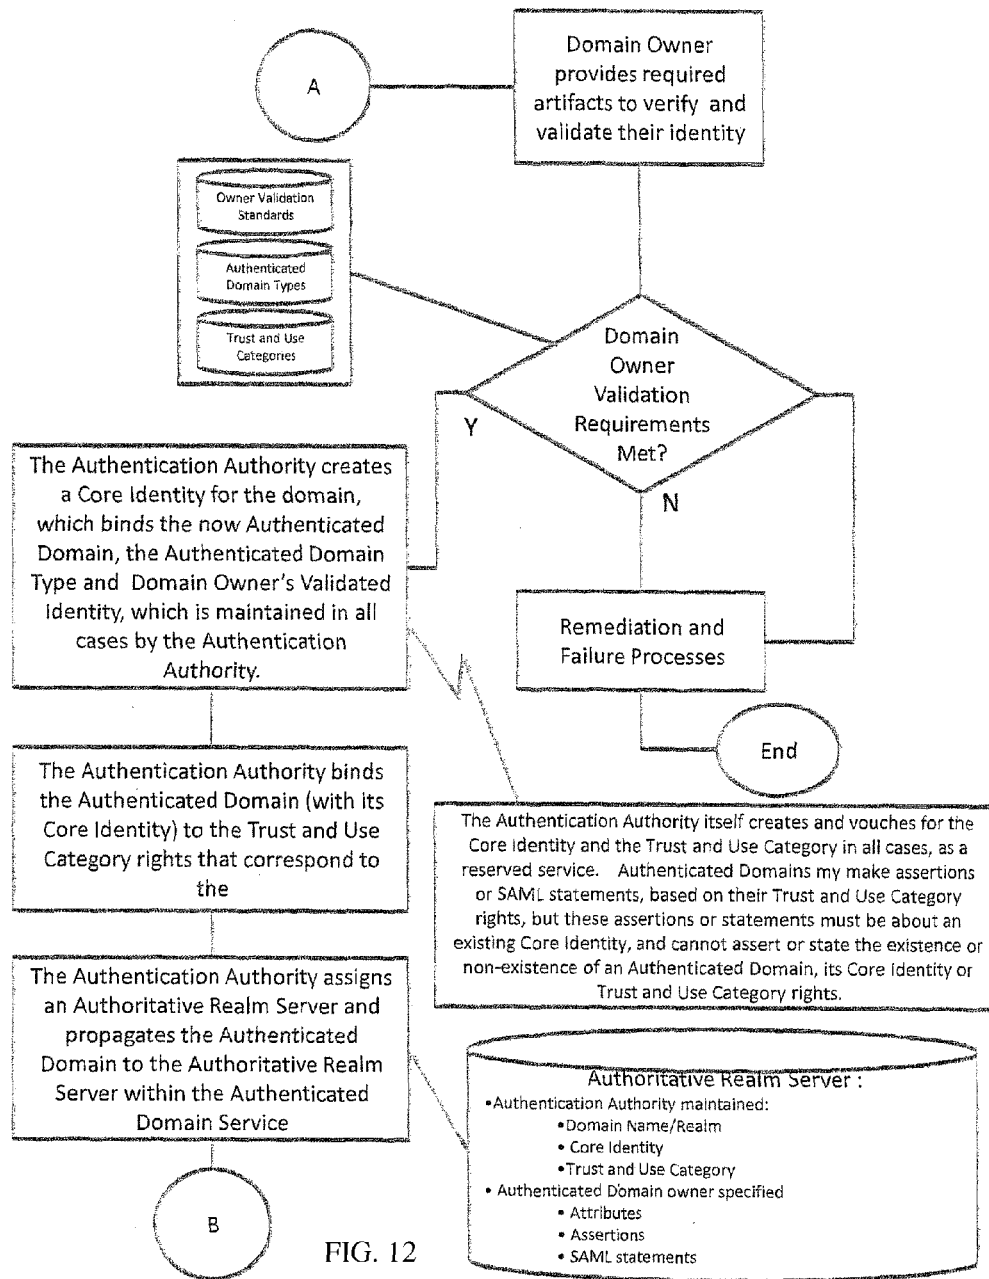 A
Domain Owner
provides required
artifacts to verify and
validate their identity
Owner Validation
Standards
Authenticated
Domain Types
Trust and Use
Categories
Domain
Owner
Validation
Requirements
Met?
Y
N
The Authentication Authority creates
a Core Identity for the domain,
which binds the now Authenticated
Domain, the Authenticated Domain
Type and Domain Owner's Validated
Identity, which is maintained in all
cases by the Authentication
Authority.
Remediation and
Failure Processes
End
The Authentication Authority binds
the Authenticated Domain (with its
Core Identity) to the Trust and Use
Category rights that correspond to
the
The Authentication Authority itself creates and vouches for the
Core Identity and the Trust and Use Category in all cases, as a
reserved service. Authenticated Domains my make assertions
or SAML statements, based on their Trust and Use Category
rights, but these assertions or statements must be about an
existing Core Identity, and cannot assert or state the existence or
non-existence of an Authenticated Domain, its Core Identity or
Trust and Use Category rights.
The Authentication Authority assigns
an Authoritative Realm Server and
propagates the Authenticated
Domain to the Authoritative Realm
Server within the Authenticated
Domain Service
Authoritative Realm Server :
•Authentication Authority maintained:
•Domain Name/Realm
• Core Identity
•Trust and Use Category
• Authenticated Domain owner specified
• Attributes
• Assertions
• SAML statements
B
FIG. 12